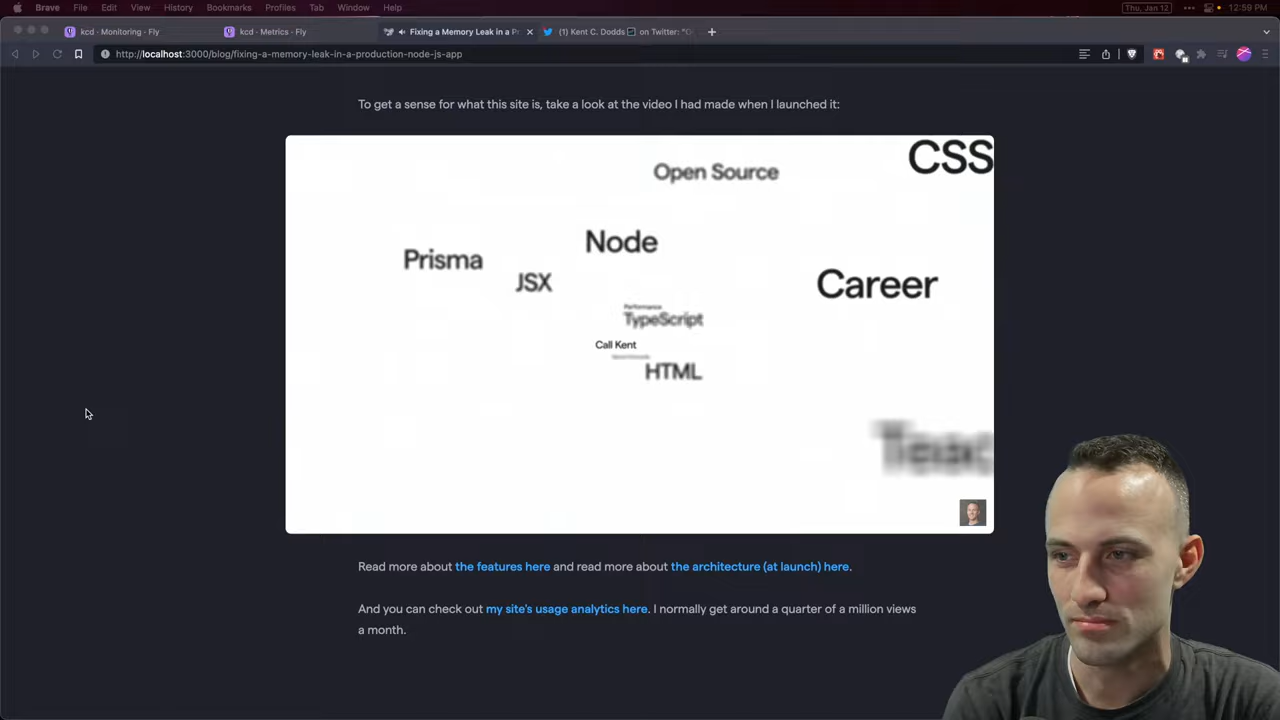 Brave File Edit View History Bookmarks Profiles Tab Window Help Thu, Jan 12 12:59 PM
kcd - Monitoring - Fly kcd - Metrics - Fly Fixing a Memory Leak in a Pr (1) Kent C. Dodds on Twitter: "G
http://localhost:3000/blog/fixing-a-memory-leak-in-a-production-node-js-app
To get a sense for what this site is, take a look at the video I had made when I launched it:
CSS
Open Source
Node
Prisma
JSX
Career
Performance
TypeScript
Call Kent
HTML
Read more about the features here and read more about the architecture (at launch) here.
And you can check out my site's usage analytics here. I normally get around a quarter of a million views
a month.